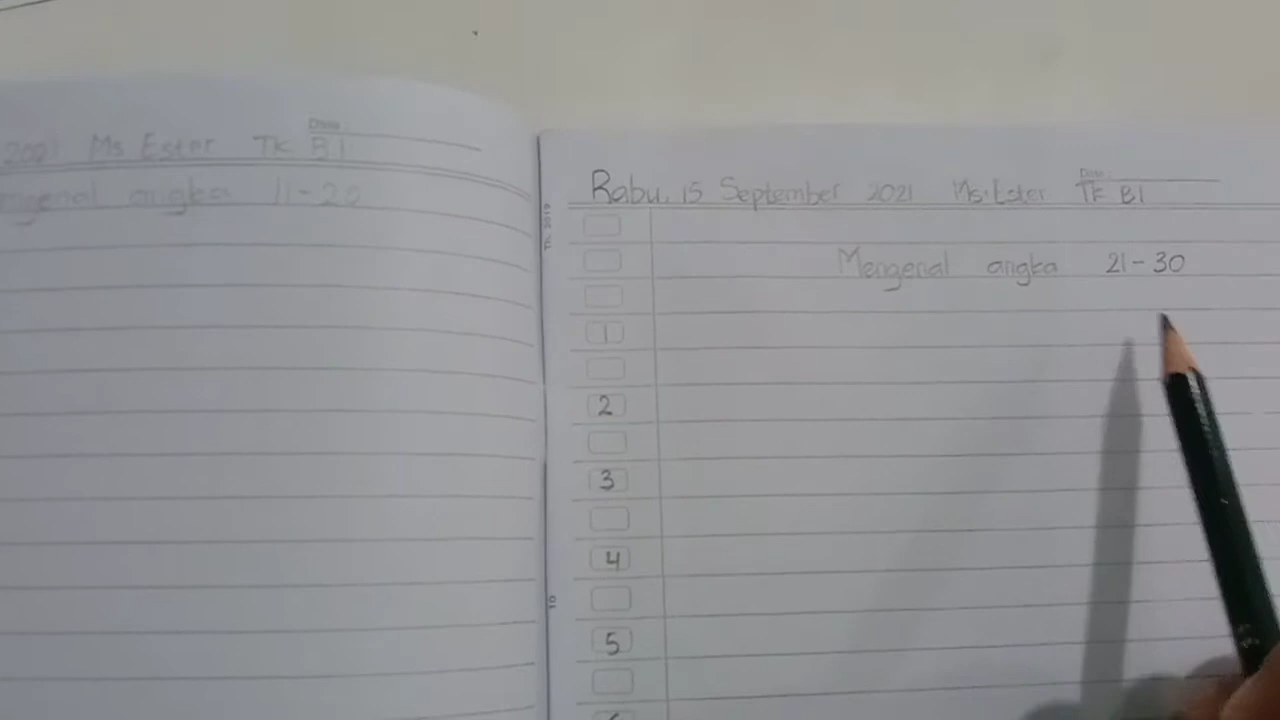 2021 Ms Ester Tk B1
Date
angka 11-20
Date
Rabu, 15 September 2021 Ms. Ester Tk B1
Mengenal angka 21-30
1
2
3
4
5
10